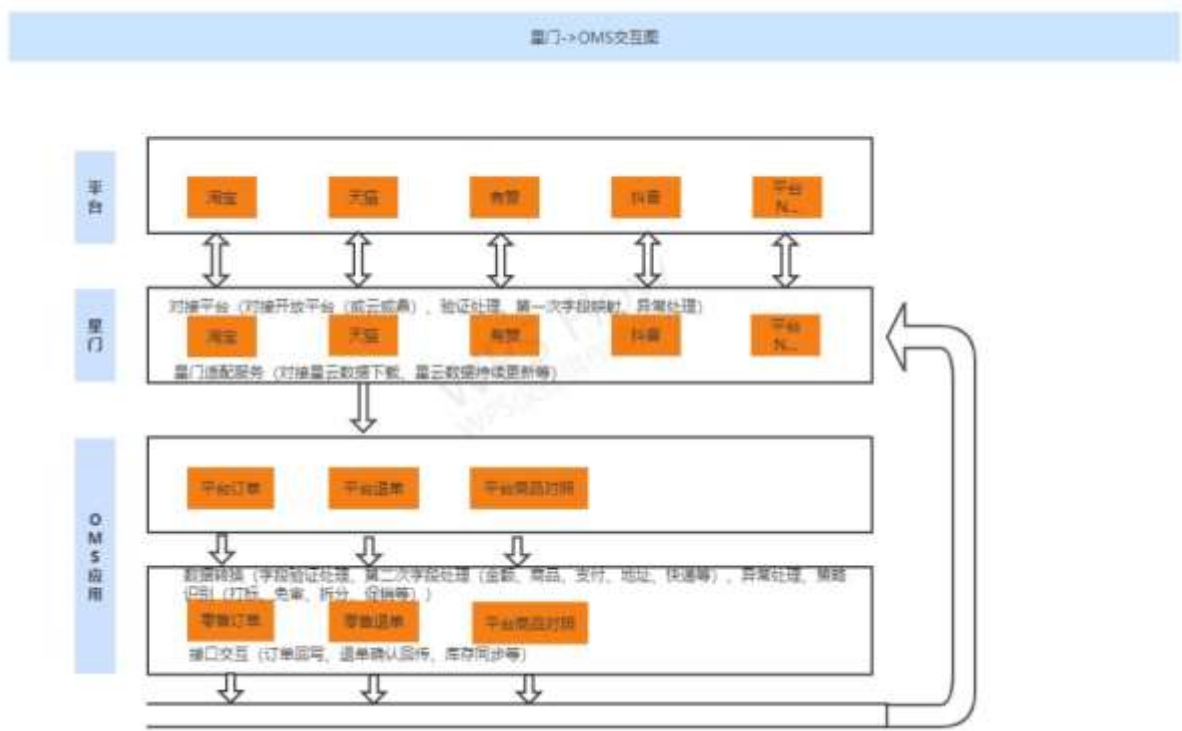 星门->OMS交互图
平台
淘宝
天猫
有赞
抖音
平台
N...
星门
对接平台（对接开放平台（或云或鼎）、验证处理、第一次字段映射、异常处理）
淘宝
天猫
有赞
抖音
平台
N...
星门适配服务（对接星云数据下载、星云数据持续更新等）
OMS应用
平台订单
平台退单
平台商品对照
数据转换（字段验证处理、第二次字段处理（金额、商品、支付、地址、快递等）、异常处理、策略
识别（打标、免审、拆分、促销等））
零售订单
零售退单
平台商品对照
接口交互（订单回写、退单确认回传、库存同步等）